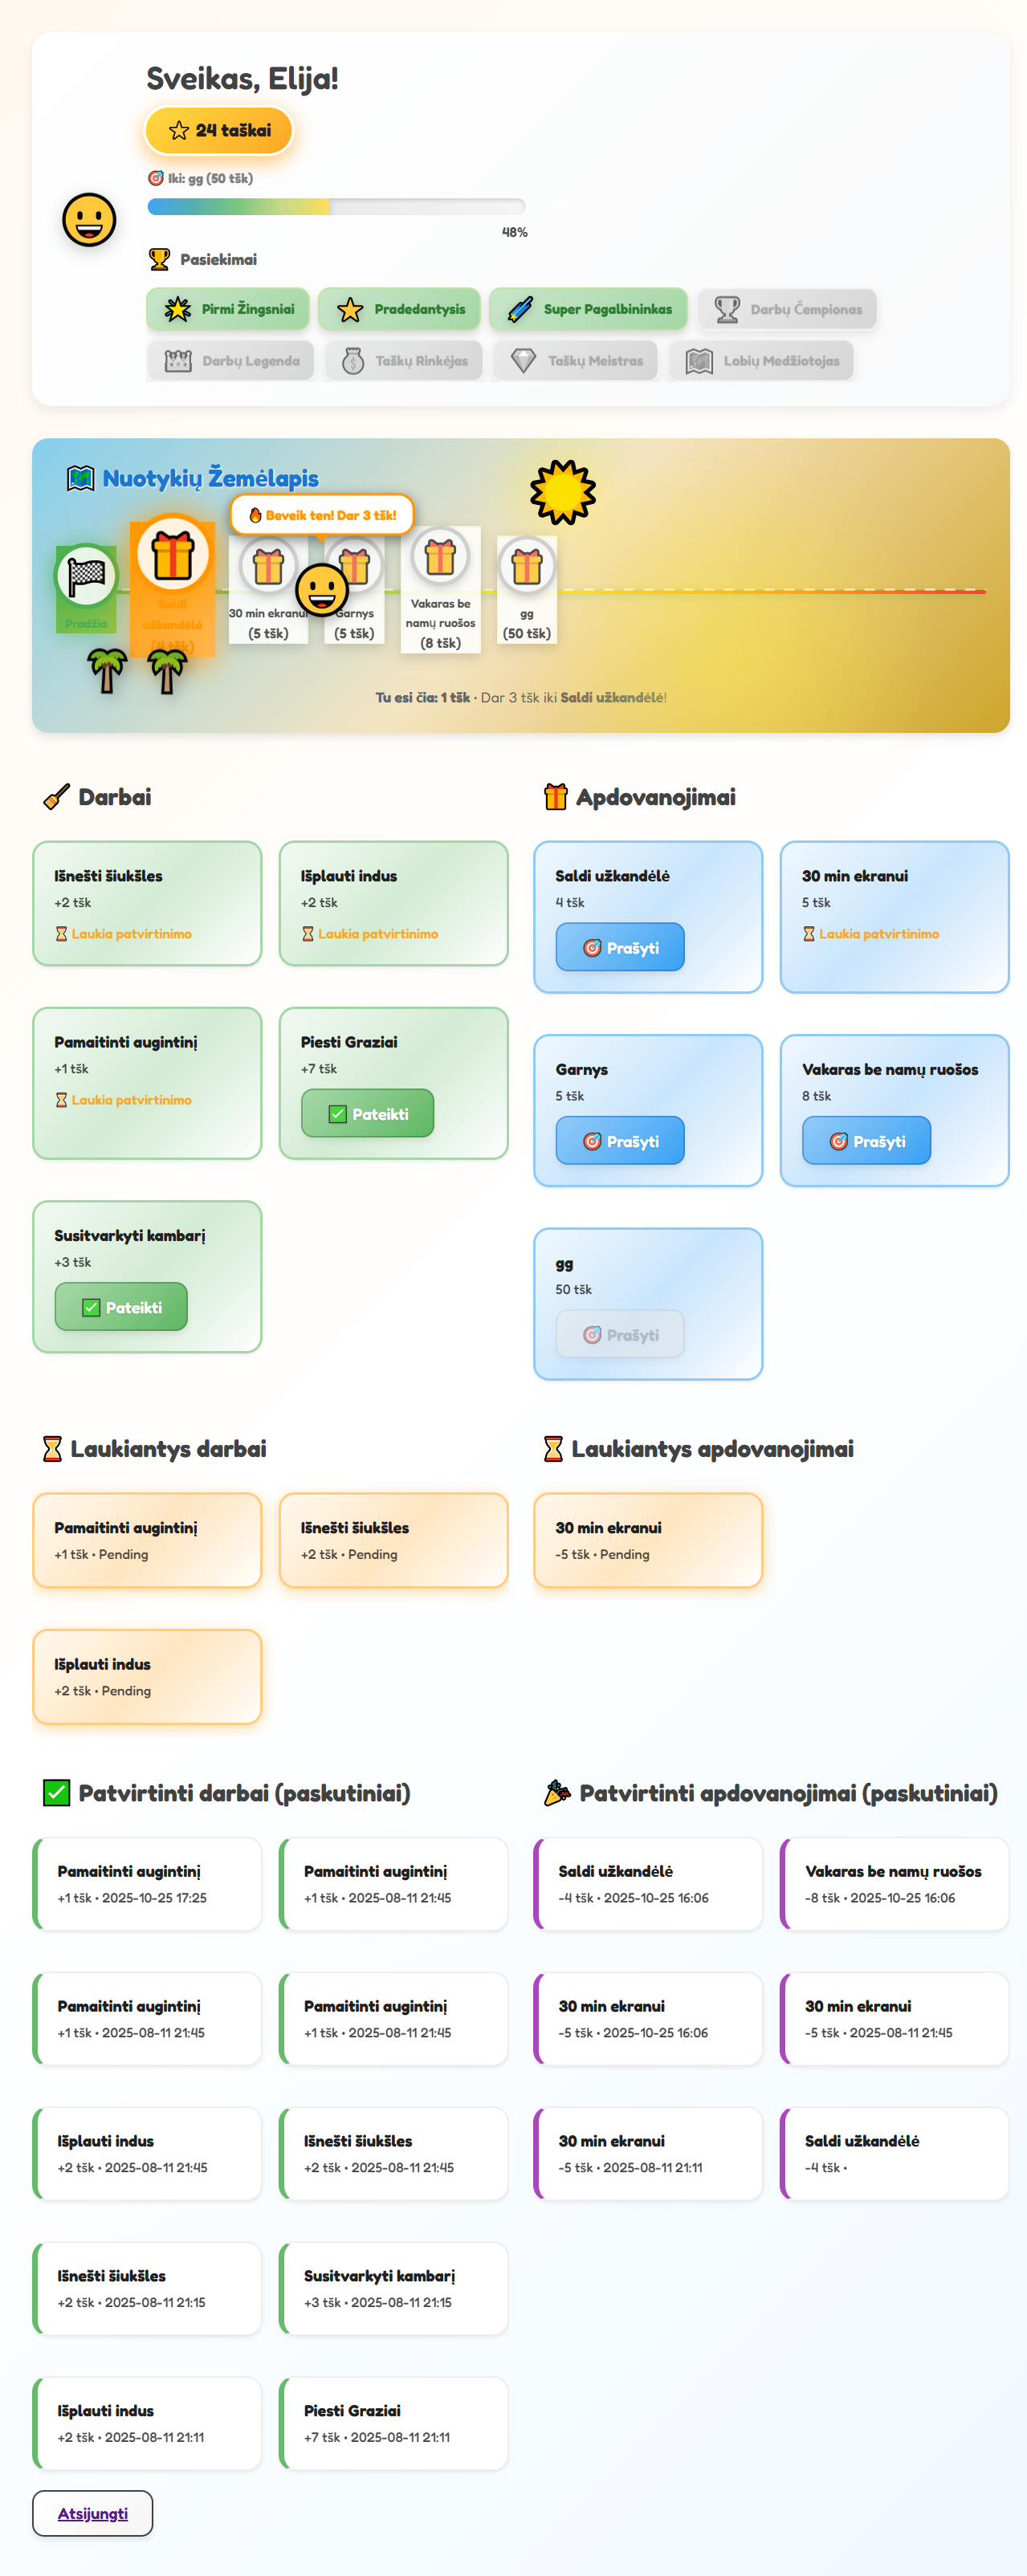 Sveikas, Elija!
24 taškai
Iki: gg (50 tšk)
48%
Pasiekimai
Pirmi Žingsniai
Pradedantysis
Super Pagalbininkas
Darbų Čempionas
Darbų Legenda
Taškų Rinkėjas
Taškų Meistras
Lobių Medžiotojas
Nuotykių Žemėlapis
Beveik ten! Dar 3 tšk!
Pradžia
Saldi
užkandėlė
30 min ekranui
(5 tšk)
Garnys
(5 tšk)
Vakaras be
namų ruošos
(8 tšk)
gg
(50 tšk)
Tu esi čia: 1 tšk • Dar 3 tšk iki Saldi užkandėlė!
Darbai
Išnešti šiukšles
+2 tšk
Laukia patvirtinimo
Išplauti indus
+2 tšk
Laukia patvirtinimo
Pamaitinti augintinį
+1 tšk
Laukia patvirtinimo
Piesti Graziai
+7 tšk
Pateikti
Susitvarkyti kambarį
+3 tšk
Pateikti
Apdovanojimai
Saldi užkandėlė
4 tšk
Prašyti
30 min ekranui
5 tšk
Laukia patvirtinimo
Garnys
5 tšk
Prašyti
Vakaras be namų ruošos
8 tšk
Prašyti
gg
50 tšk
Prašyti
Laukiantys darbai
Pamaitinti augintinį
+1 tšk • Pending
Išnešti šiukšles
+2 tšk • Pending
Išplauti indus
+2 tšk • Pending
Laukiantys apdovanojimai
30 min ekranui
-5 tšk • Pending
Patvirtinti darbai (paskutiniai)
Pamaitinti augintinį
+1 tšk • 2025-10-25 17:25
Pamaitinti augintinį
+1 tšk • 2025-08-11 21:45
Pamaitinti augintinį
+1 tšk • 2025-08-11 21:45
Pamaitinti augintinį
+1 tšk • 2025-08-11 21:45
Išplauti indus
+2 tšk • 2025-08-11 21:45
Išnešti šiukšles
+2 tšk • 2025-08-11 21:45
Išnešti šiukšles
+2 tšk • 2025-08-11 21:15
Susitvarkyti kambarį
+3 tšk • 2025-08-11 21:15
Išplauti indus
+2 tšk • 2025-08-11 21:11
Piesti Graziai
+7 tšk • 2025-08-11 21:11
Patvirtinti apdovanojimai (paskutiniai)
Saldi užkandėlė
-4 tšk • 2025-10-25 16:06
Vakaras be namų ruošos
-8 tšk • 2025-10-25 16:06
30 min ekranui
-5 tšk • 2025-10-25 16:06
30 min ekranui
-5 tšk • 2025-08-11 21:45
30 min ekranui
-5 tšk • 2025-08-11 21:11
Saldi užkandėlė
-4 tšk •
Atsijungti